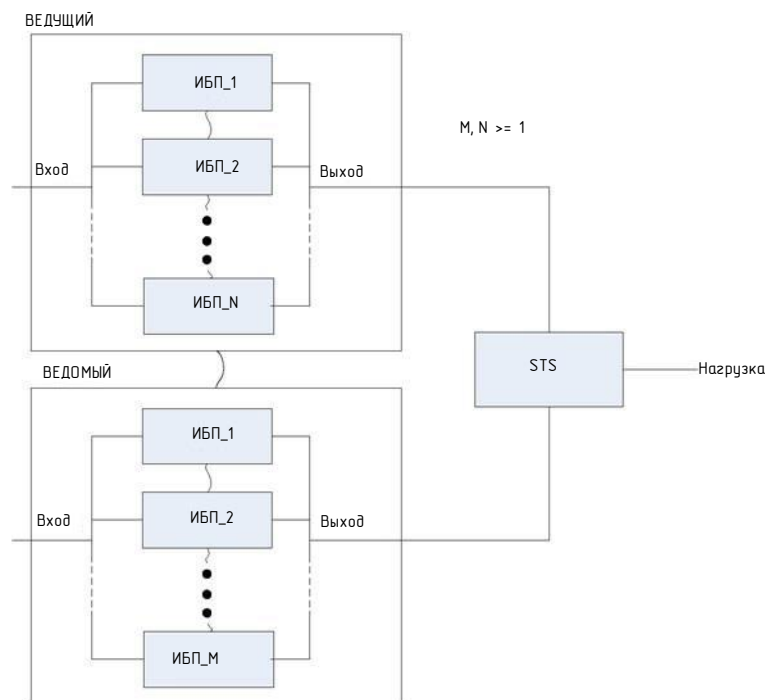 ВЕДУЩИЙ
ИБП_1
M, N >= 1
ИБП_2
Вход
Выход
ИБП_N
STS
Нагрузка
ВЕДОМЫЙ
ИБП_1
ИБП_2
Вход
Выход
ИБП_M